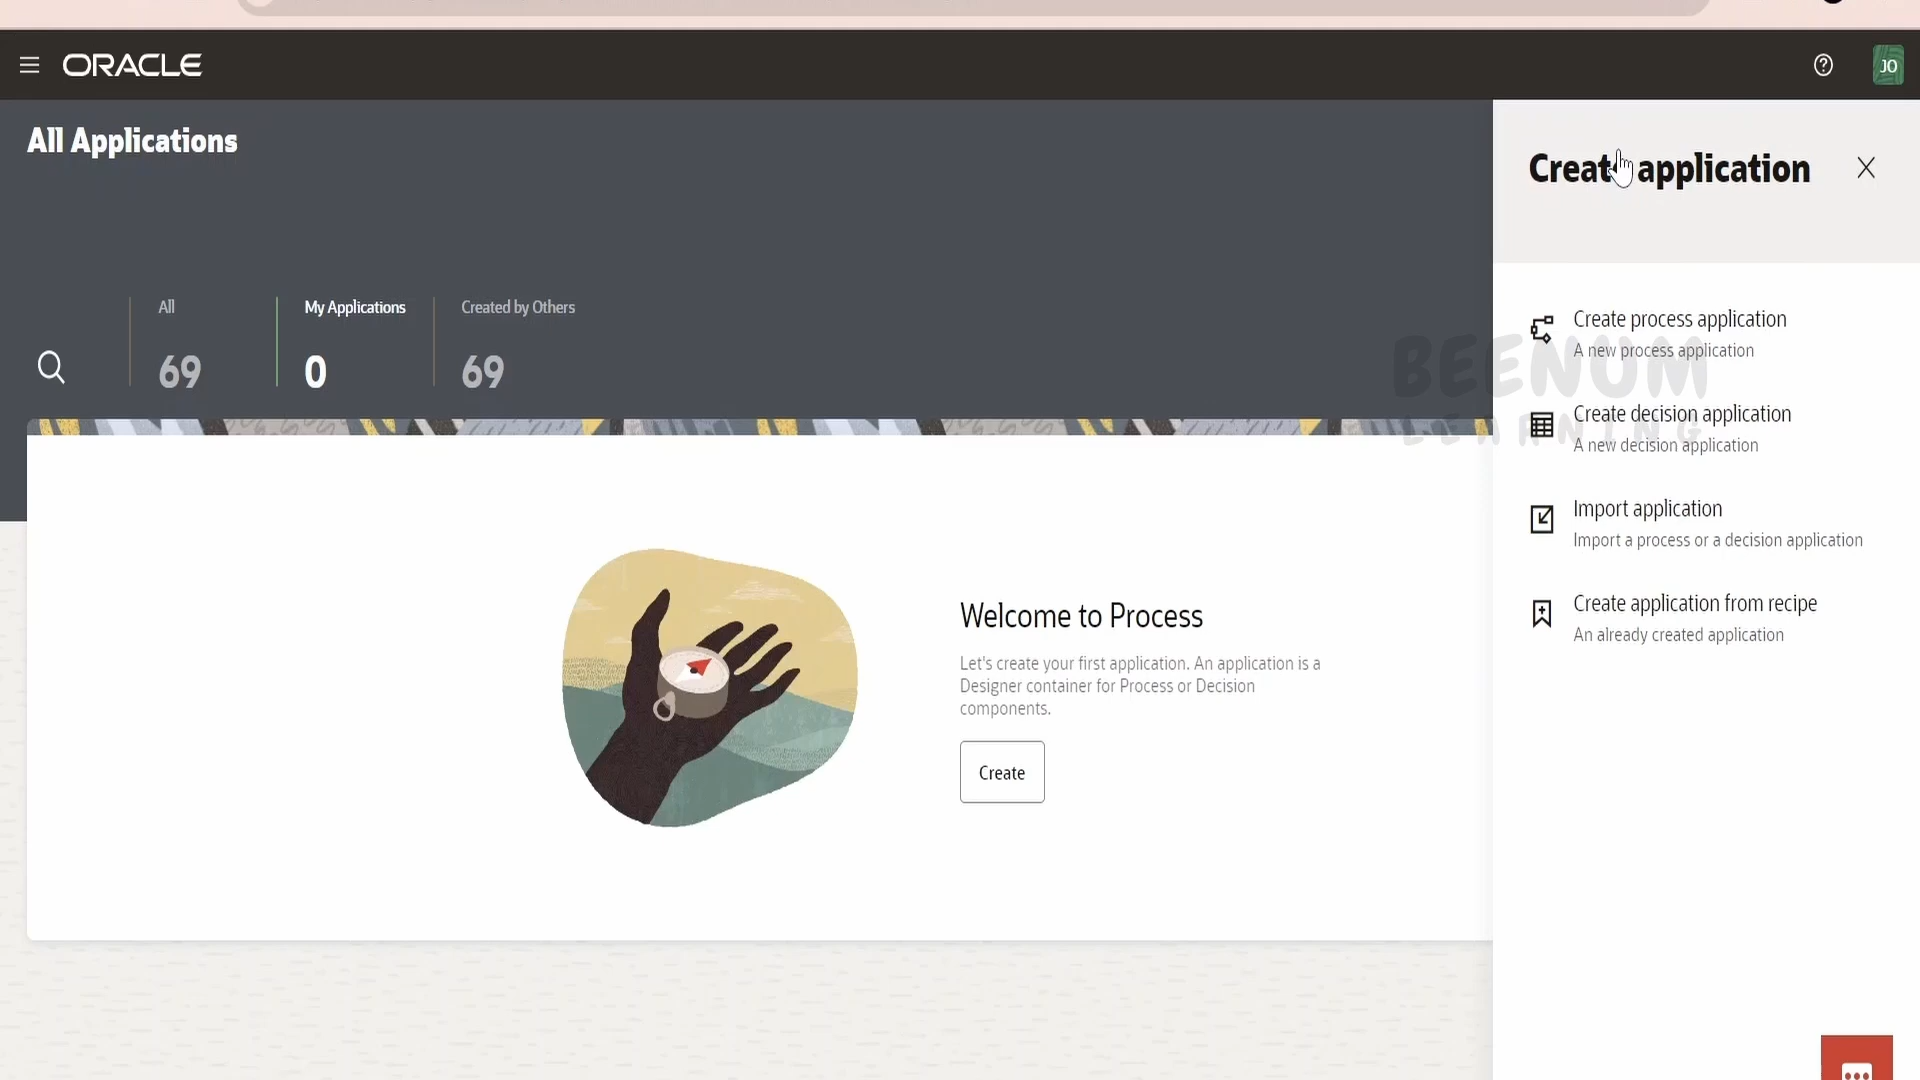 ORACLE
JO
All Applications
Create application
All
My Applications
Created by Others
69
0
69
Create process application
A new process application
BEENUM
LEARNING
Create decision application
A new decision application
Import application
Import a process or a decision application
Create application from recipe
An already created application
Welcome to Process
Let's create your first application. An application is a
Designer container for Process or Decision
components.
Create